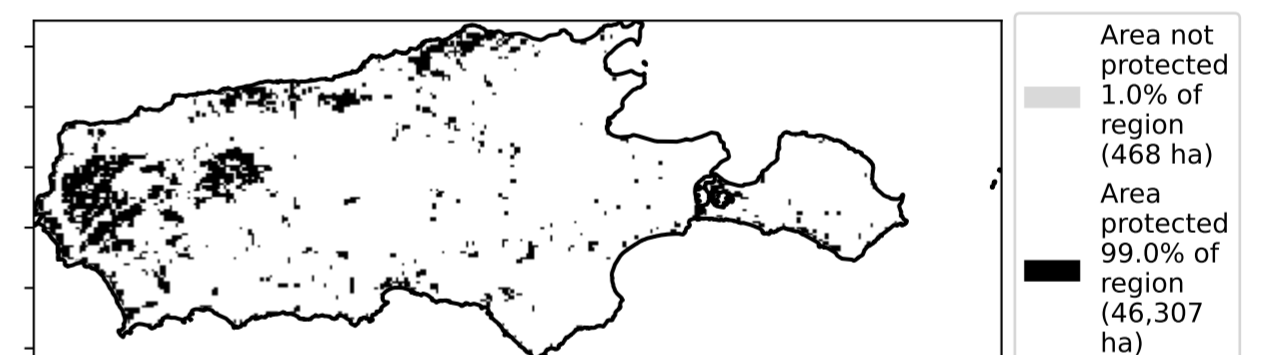 Area not
protected
1.0% of
region
(468 ha)
Area
protected
99.0% of
region
(46,307
ha)